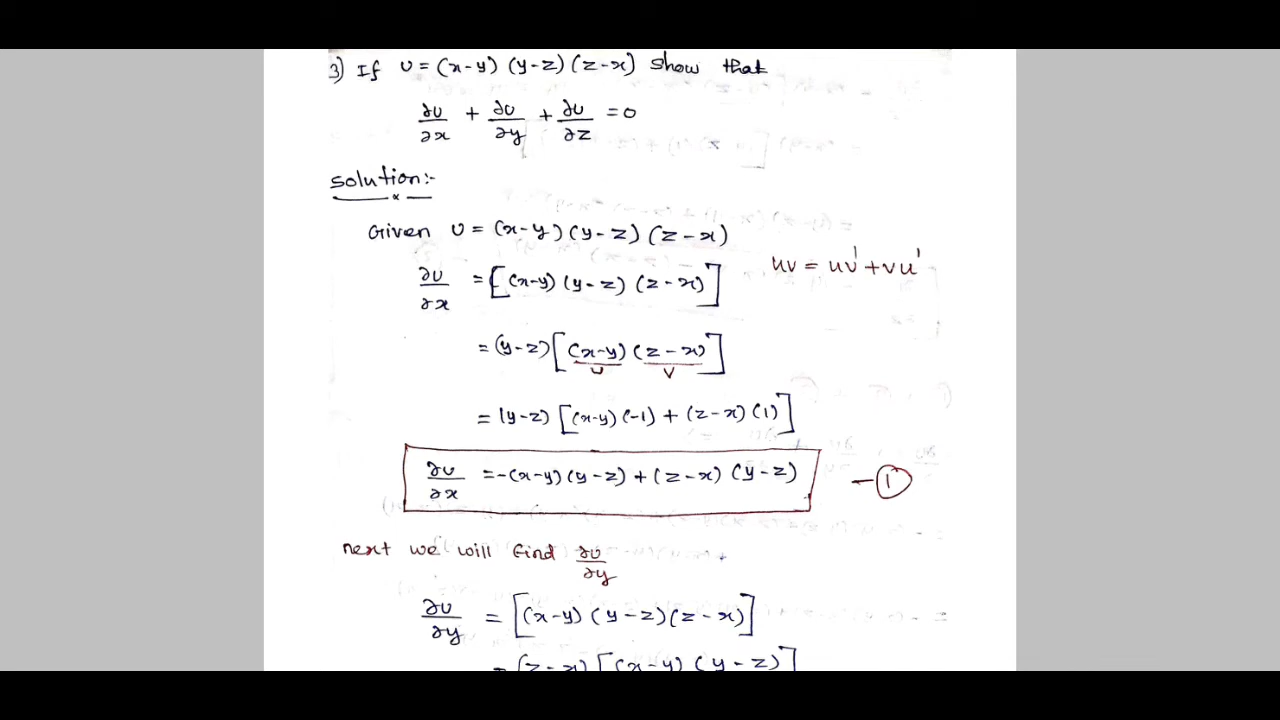 3) If U = (x-y) (y-z) (z-x) show that
∂U/∂x + ∂U/∂y + ∂U/∂z = 0
solution:-
Given U = (x-y) (y-z) (z-x)
uv = uv' + vu'
∂U/∂x = [(x-y) (y-z) (z-x)]
= (y-z) [(x-y) (z-x)]
u v
= (y-z) [(x-y) (-1) + (z-x) (1)]
∂U/∂x = -(x-y) (y-z) + (z-x) (y-z) — ①
next we will find ∂U/∂y
∂U/∂y = [(x-y) (y-z) (z-x)]
= (z-x) [(x-y) (y-z)]